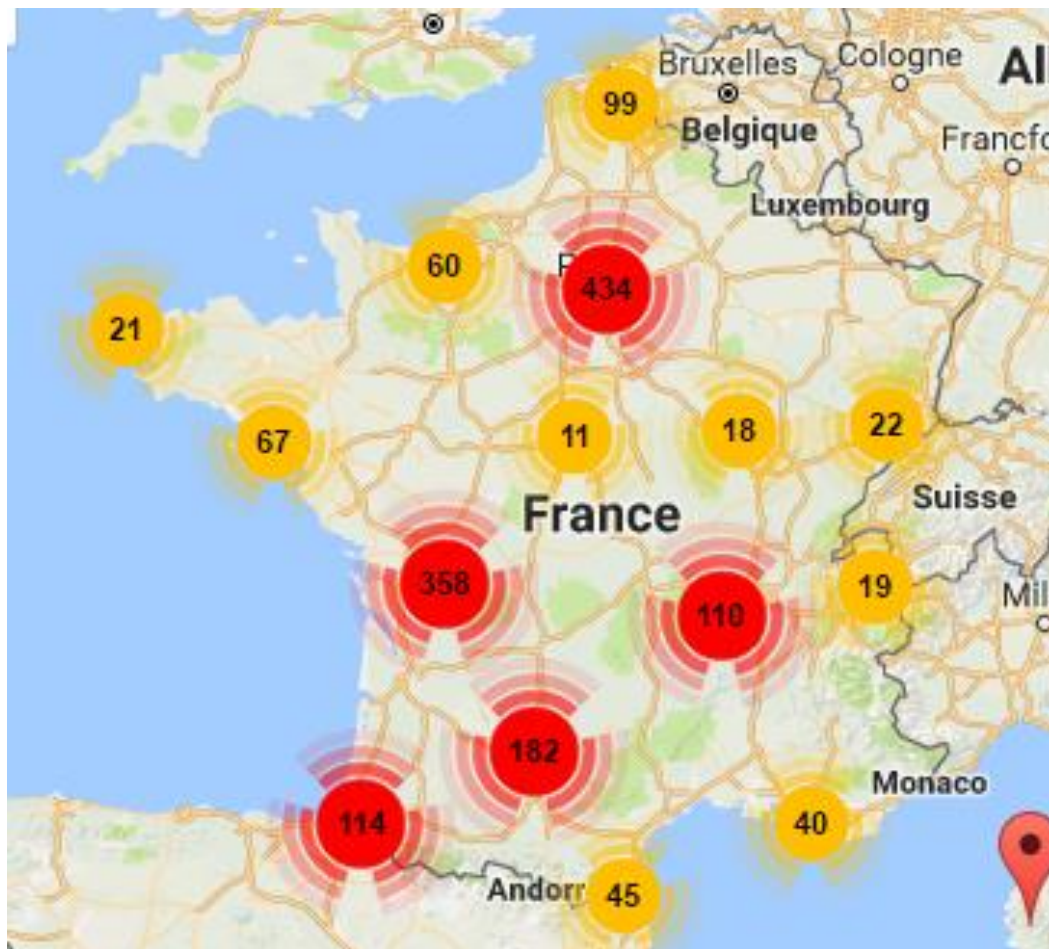 Bruxelles
Cologne
Al
99
Belgique
Francfo
Luxembourg
60
434
21
67
11
18
22
France
Suisse
358
110
19
Mil
182
Monaco
114
40
Andorr
45